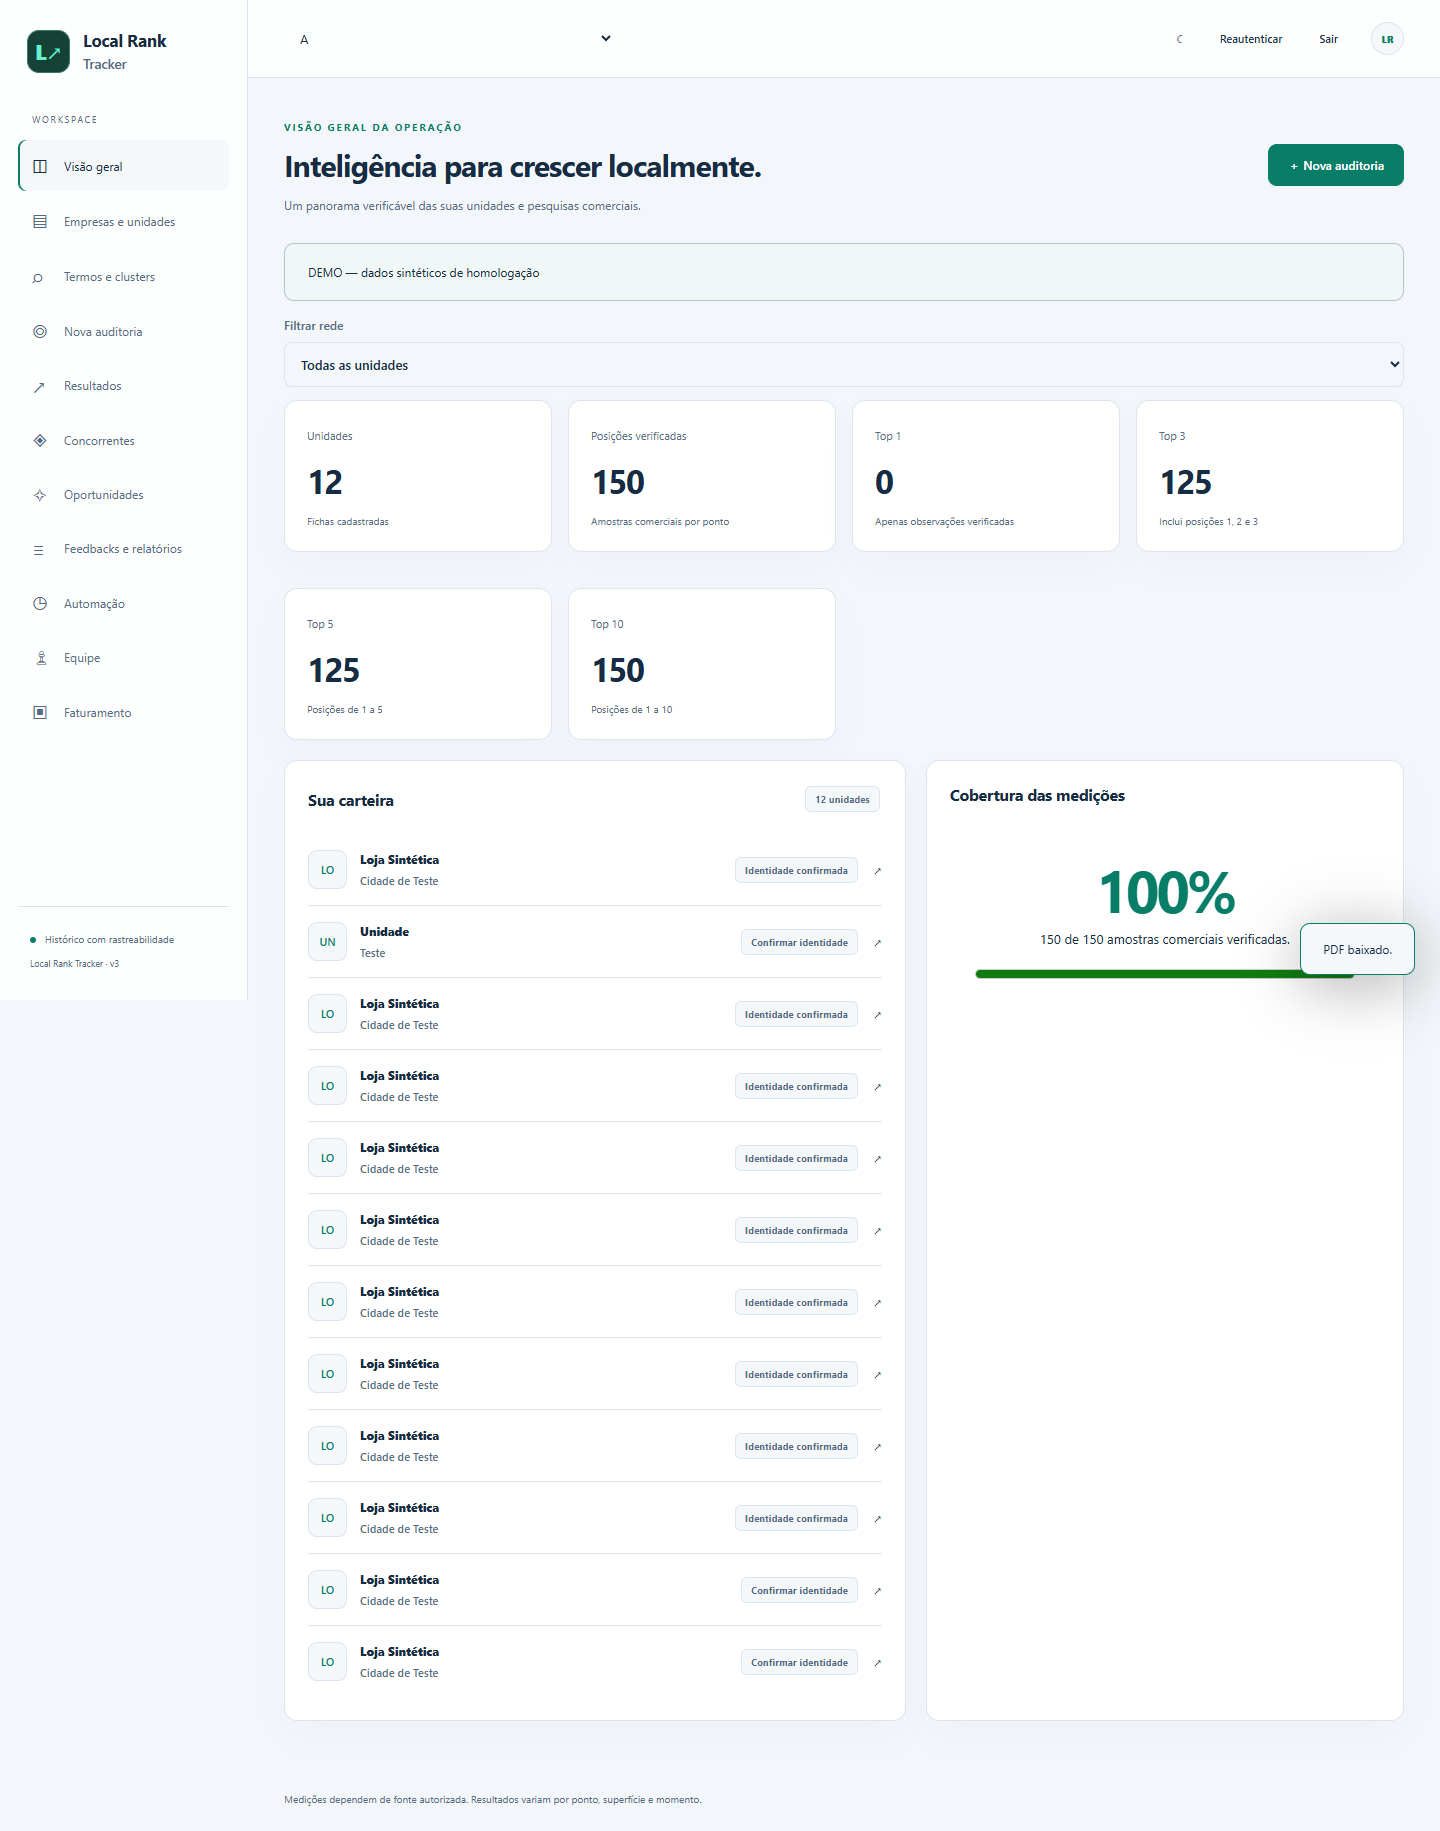 Local Rank
Tracker
WORKSPACE
Visão geral
Empresas e unidades
Termos e clusters
Nova auditoria
Resultados
Concorrentes
Oportunidades
Feedbacks e relatórios
Automação
Equipe
Faturamento
Histórico com rastreabilidade
Local Rank Tracker · v3
A
Reautenticar
Sair
LR
VISÃO GERAL DA OPERAÇÃO
Inteligência para crescer localmente.
+ Nova auditoria
Um panorama verificável das suas unidades e pesquisas comerciais.
DEMO — dados sintéticos de homologação
Filtrar rede
Todas as unidades
Unidades
12
Fichas cadastradas
Posições verificadas
150
Amostras comerciais por ponto
Top 1
0
Apenas observações verificadas
Top 3
125
Inclui posições 1, 2 e 3
Top 5
125
Posições de 1 a 5
Top 10
150
Posições de 1 a 10
Sua carteira
12 unidades
LO
Loja Sintética
Cidade de Teste
Identidade confirmada
UN
Unidade
Teste
Confirmar identidade
LO
Loja Sintética
Cidade de Teste
Identidade confirmada
LO
Loja Sintética
Cidade de Teste
Identidade confirmada
LO
Loja Sintética
Cidade de Teste
Identidade confirmada
LO
Loja Sintética
Cidade de Teste
Identidade confirmada
LO
Loja Sintética
Cidade de Teste
Identidade confirmada
LO
Loja Sintética
Cidade de Teste
Identidade confirmada
LO
Loja Sintética
Cidade de Teste
Identidade confirmada
LO
Loja Sintética
Cidade de Teste
Identidade confirmada
LO
Loja Sintética
Cidade de Teste
Confirmar identidade
LO
Loja Sintética
Cidade de Teste
Confirmar identidade
Cobertura das medições
100%
150 de 150 amostras comerciais verificadas.
PDF baixado.
Medições dependem de fonte autorizada. Resultados variam por ponto, superfície e momento.